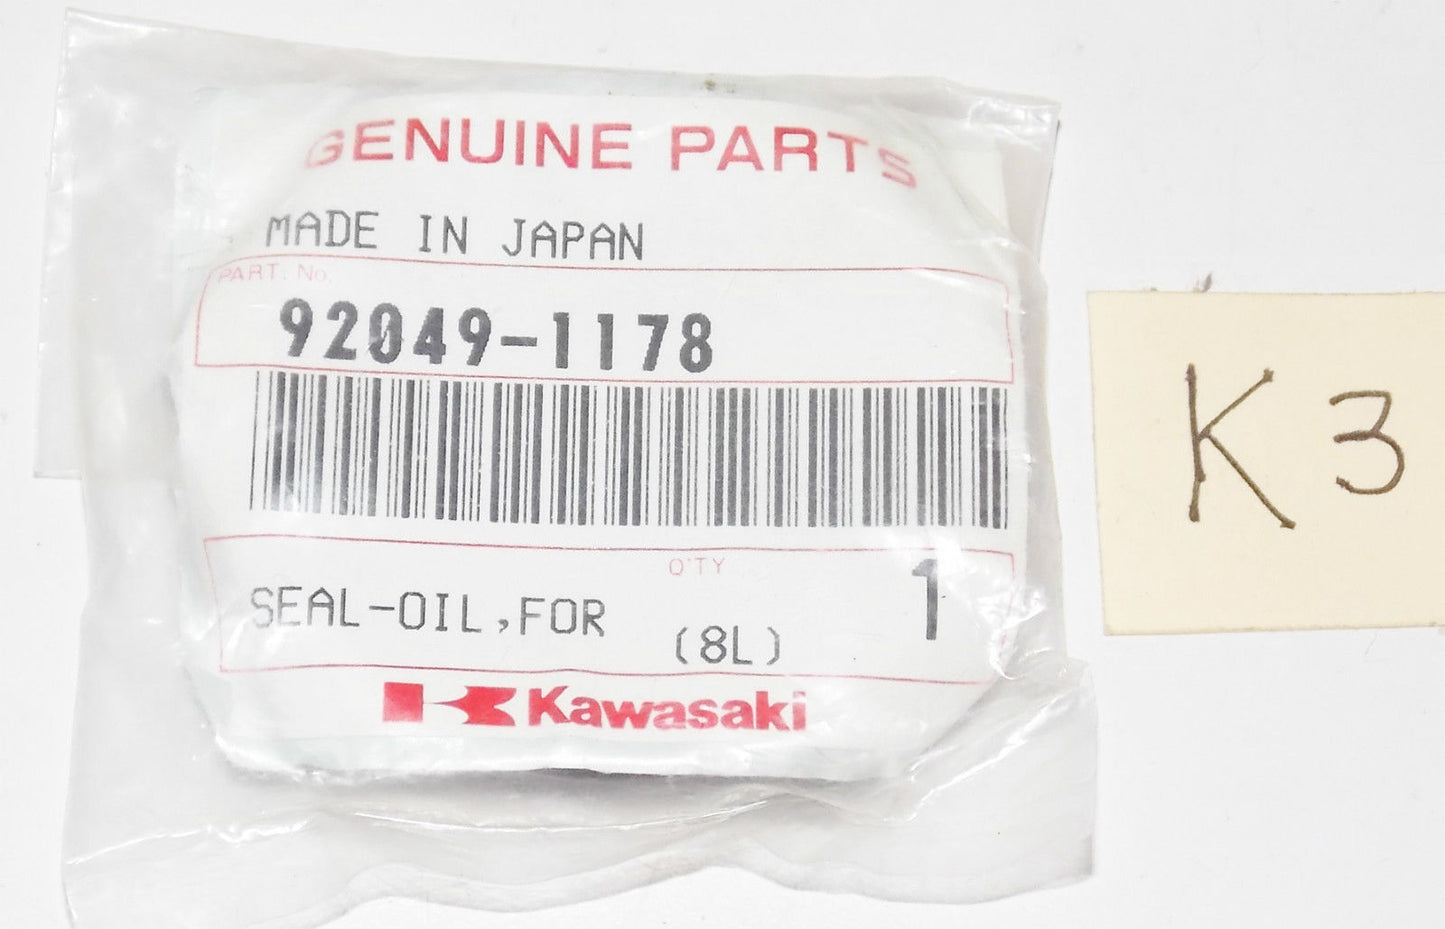 GENUINE PARTS
MADE IN JAPAN
PART. No.
92049-1178
Q'TY
1
SEAL-OIL,FOR
(8L)
Kawasaki
K3